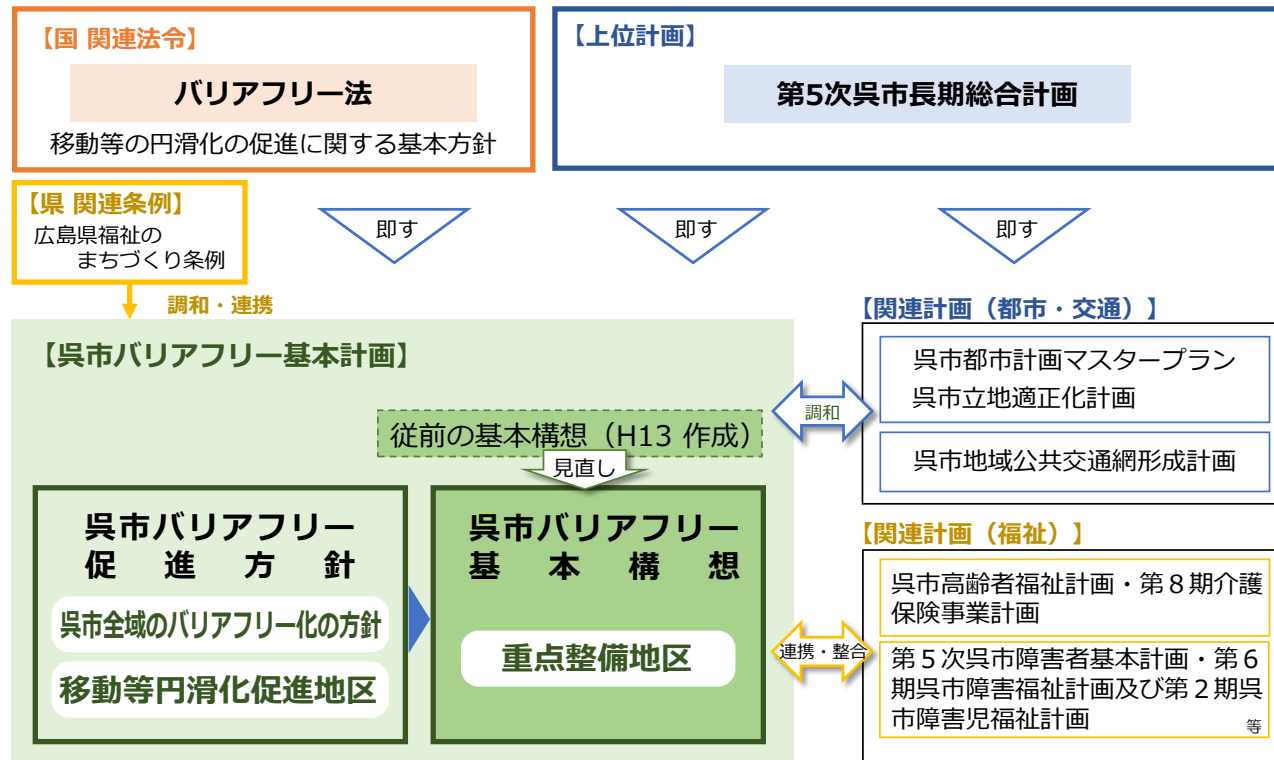 【国 関連法令】
バリアフリー法
移動等の円滑化の促進に関する基本方針
【上位計画】
第5次呉市長期総合計画
【県 関連条例】
広島県福祉の
まちづくり条例
即す
即す
即す
調和・連携
【呉市バリアフリー基本計画】
従前の基本構想（H13 作成）
見直し
呉市バリアフリー
促進方針
呉市全域のバリアフリー化の方針
移動等円滑化促進地区
呉市バリアフリー
基本構想
重点整備地区
調和
連携・整合
【関連計画（都市・交通）】
呉市都市計画マスタープラン
呉市立地適正化計画
呉市地域公共交通網形成計画
【関連計画（福祉）】
呉市高齢者福祉計画・第８期介護
保険事業計画
第５次呉市障害者基本計画・第６
期呉市障害福祉計画及び第２期呉
市障害児福祉計画
等